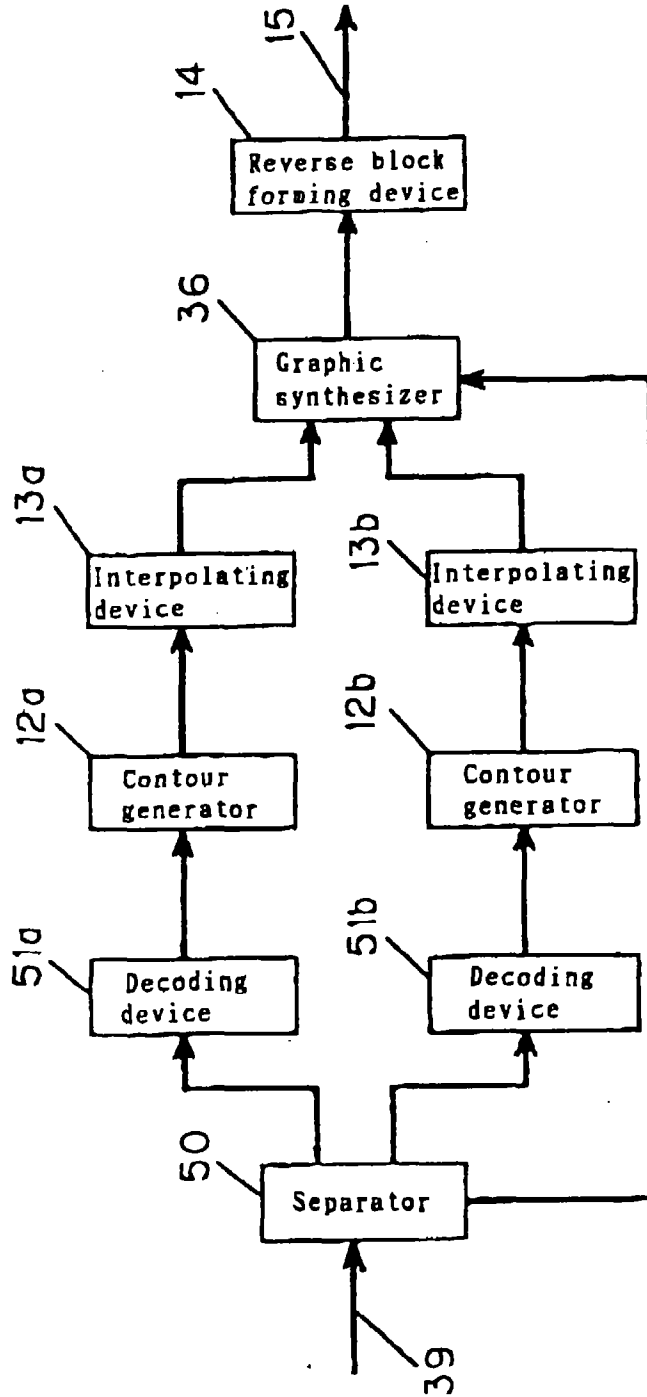 15
14
Reverse block
forming device
36
Graphic
synthesizer
13a
Interpolating
device
13b
Interpolating
device
12a
Contour
generator
12b
Contour
generator
51a
Decoding
device
51b
Decoding
device
50
Separator
39